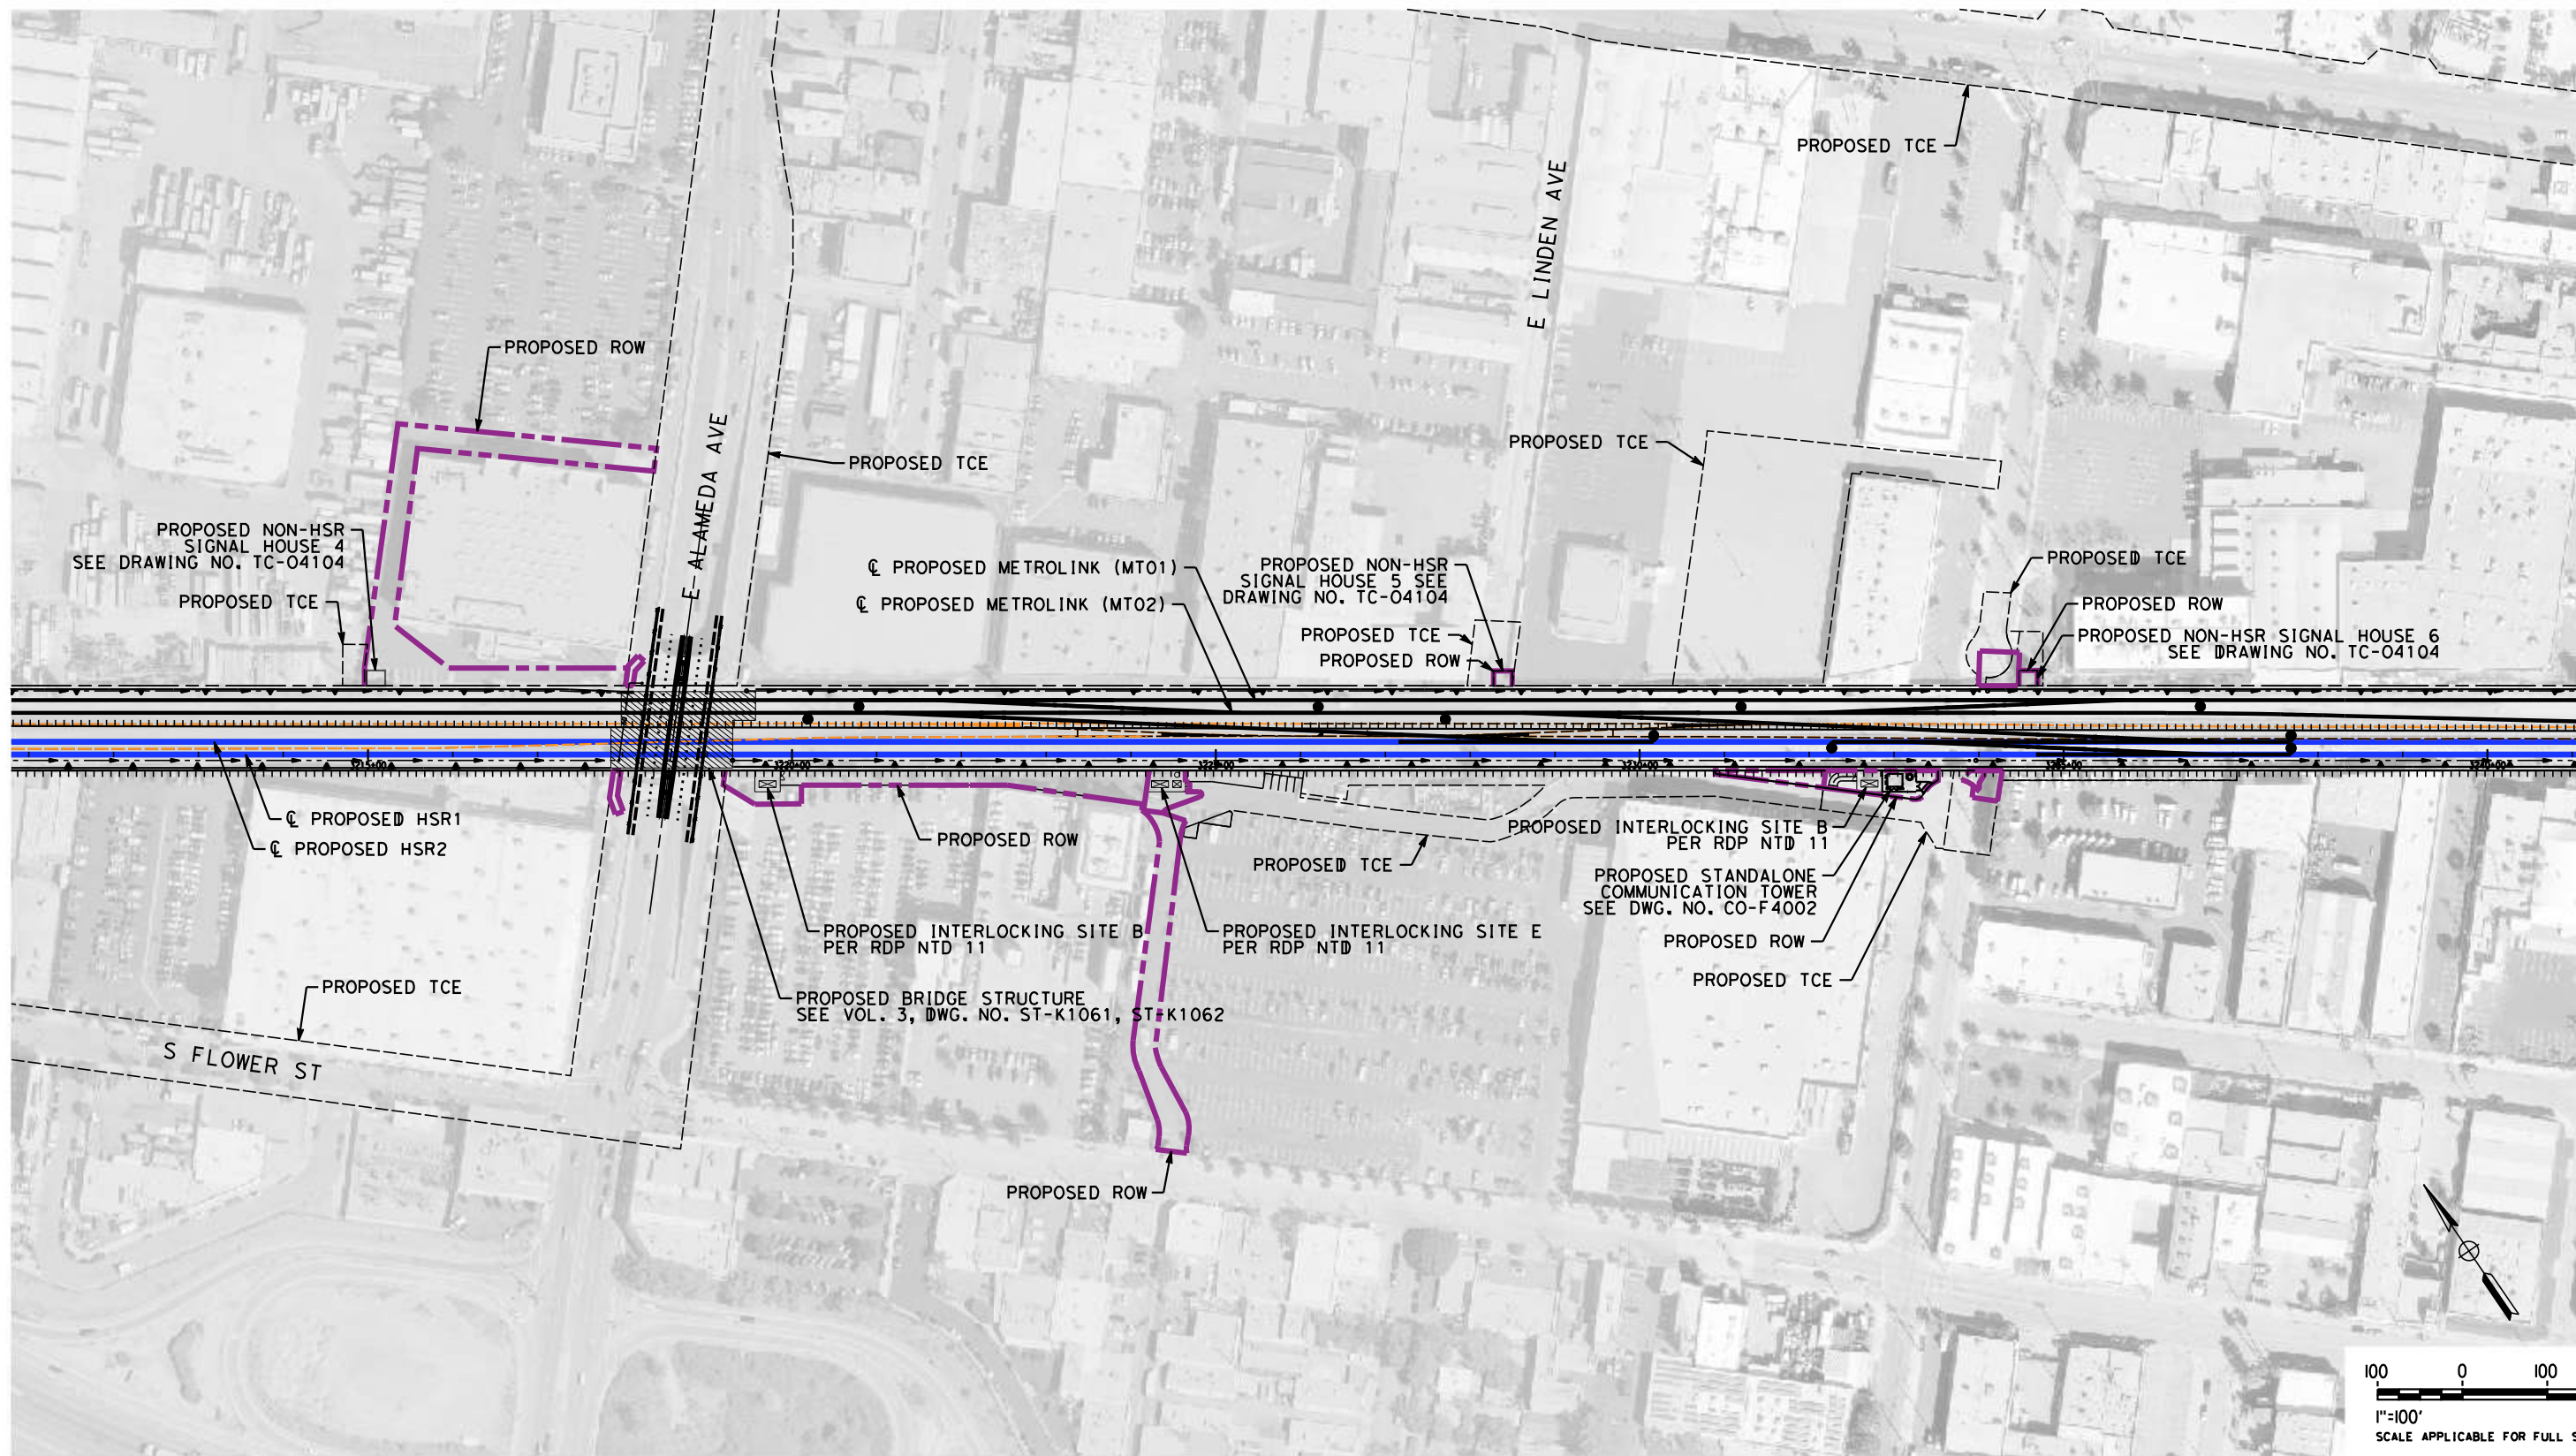 PROPOSED TCE
E LINDEN AVE
PROPOSED ROW
PROPOSED TCE
PROPOSED TCE
E ALAMEDA AVE
PROPOSED NON-HSR
SIGNAL HOUSE 4
SEE DRAWING NO. TC-04104
PROPOSED TCE
℄ PROPOSED METROLINK (MT01)
℄ PROPOSED METROLINK (MT02)
PROPOSED NON-HSR
SIGNAL HOUSE 5 SEE
DRAWING NO. TC-04104
PROPOSED TCE
PROPOSED ROW
PROPOSED TCE
PROPOSED ROW
PROPOSED NON-HSR SIGNAL HOUSE 6
SEE DRAWING NO. TC-04104
℄ PROPOSED HSR1
℄ PROPOSED HSR2
PROPOSED ROW
PROPOSED TCE
PROPOSED INTERLOCKING SITE B
PER RDP NTD 11
PROPOSED STANDALONE
COMMUNICATION TOWER
SEE DWG. NO. CO-F4002
PROPOSED ROW
PROPOSED TCE
PROPOSED INTERLOCKING SITE B
PER RDP NTD 11
PROPOSED INTERLOCKING SITE E
PER RDP NTD 11
PROPOSED BRIDGE STRUCTURE
SEE VOL. 3, DWG. NO. ST-K1061, ST-K1062
PROPOSED TCE
S FLOWER ST
PROPOSED ROW
100 0 100
1"=100'
SCALE APPLICABLE FOR FULL